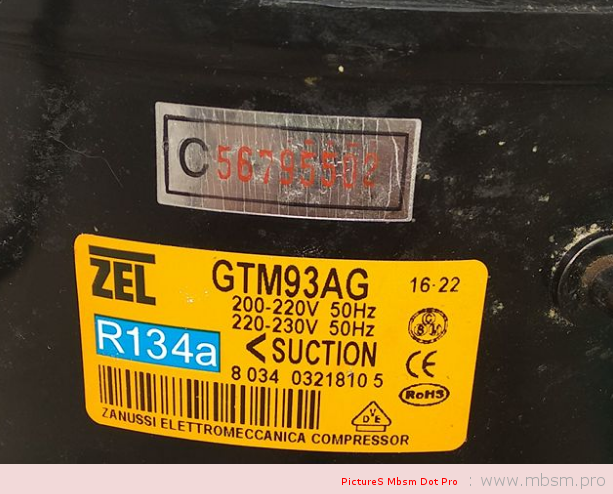 C56795502
ZEL
GTM93AG
16-22
200-220V 50Hz
220-230V 50Hz
R134a
<SUCTION
8 034 0321810 5
CE
RoHS
VDE
ZANUSSI ELETTROMECCANICA COMPRESSOR
PictureS Mbsm Dot Pro : www.mbsm.pro